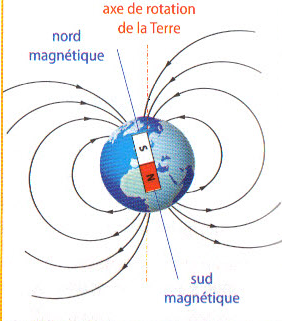 axe de rotation
de la Terre
nord
magnétique
S
N
sud
magnétique